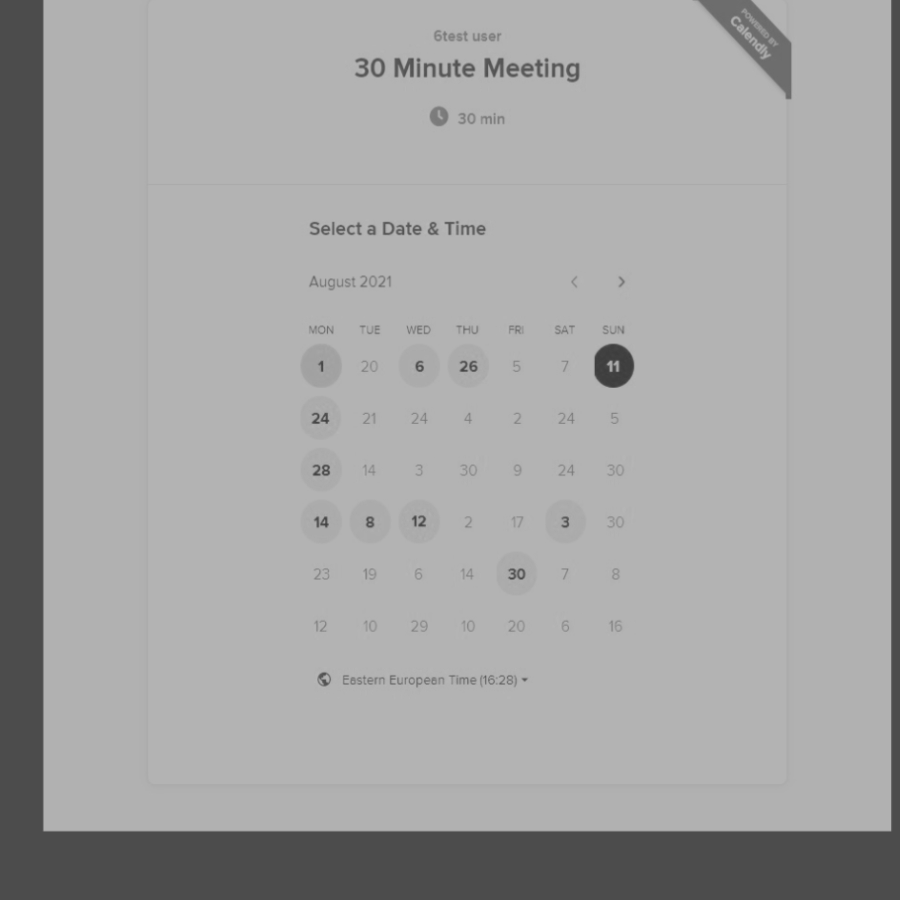 POWERED BY
Calendly
6test user
30 Minute Meeting
30 min
Select a Date & Time
August 2021
MON TUE WED THU FRI SAT SUN
1 20 6 26 5 7 11
24 21 24 4 2 24 5
28 14 3 30 9 24 30
14 8 12 2 17 3 30
23 19 6 14 30 7 8
12 10 29 10 20 6 16
Eastern European Time (16:28)